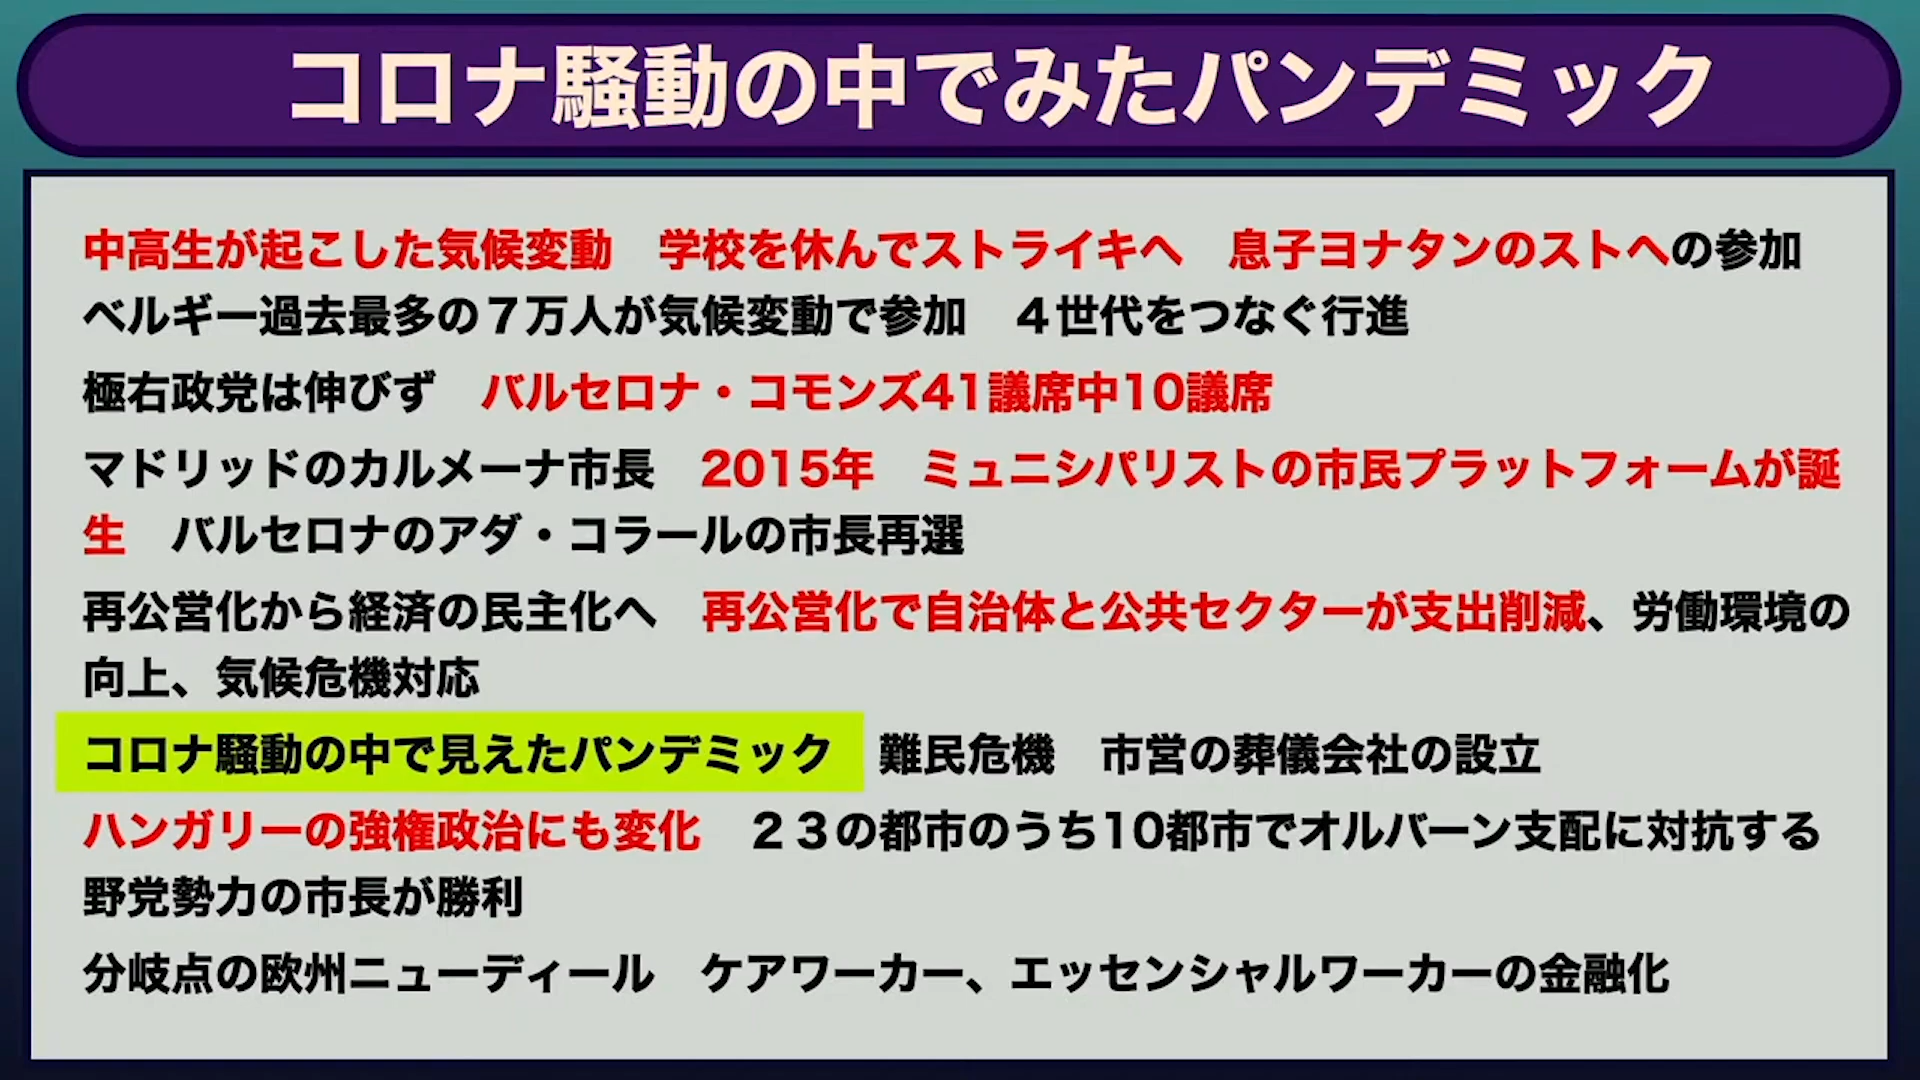 コロナ騒動の中でみたパンデミック
中高生が起こした気候変動　学校を休んでストライキへ　息子ヨナタンのストへの参加
ベルギー過去最多の７万人が気候変動で参加　４世代をつなぐ行進
極右政党は伸びず　バルセロナ・コモンズ41議席中10議席
マドリッドのカルメーナ市長　2015年　ミュニシパリストの市民プラットフォームが誕
生　バルセロナのアダ・コラールの市長再選
再公営化から経済の民主化へ　再公営化で自治体と公共セクターが支出削減、労働環境の
向上、気候危機対応
コロナ騒動の中で見えたパンデミック　難民危機　市営の葬儀会社の設立
ハンガリーの強権政治にも変化　２３の都市のうち10都市でオルバーン支配に対抗する
野党勢力の市長が勝利
分岐点の欧州ニューディール　ケアワーカー、エッセンシャルワーカーの金融化